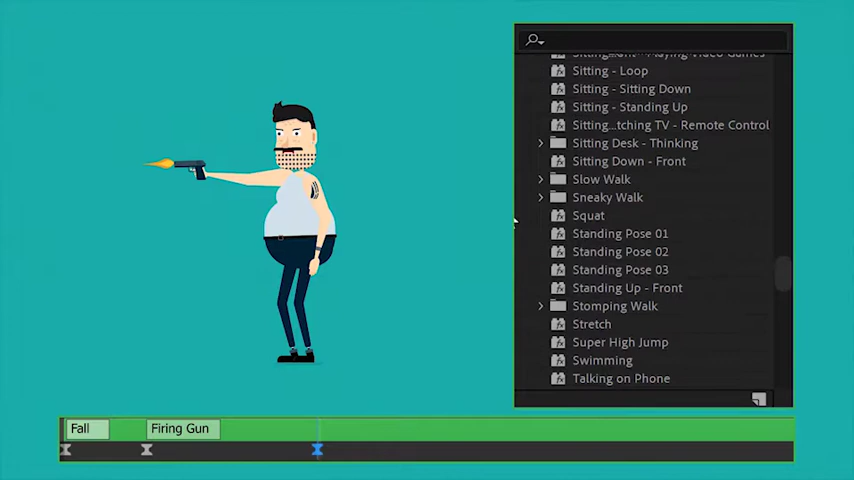 Sitting - Loop
Sitting - Sitting Down
Sitting - Standing Up
Sitting...tching TV - Remote Control
Sitting Desk - Thinking
Sitting Down - Front
Slow Walk
Sneaky Walk
Squat
Standing Pose 01
Standing Pose 02
Standing Pose 03
Standing Up - Front
Stomping Walk
Stretch
Super High Jump
Swimming
Talking on Phone
Fall
Firing Gun